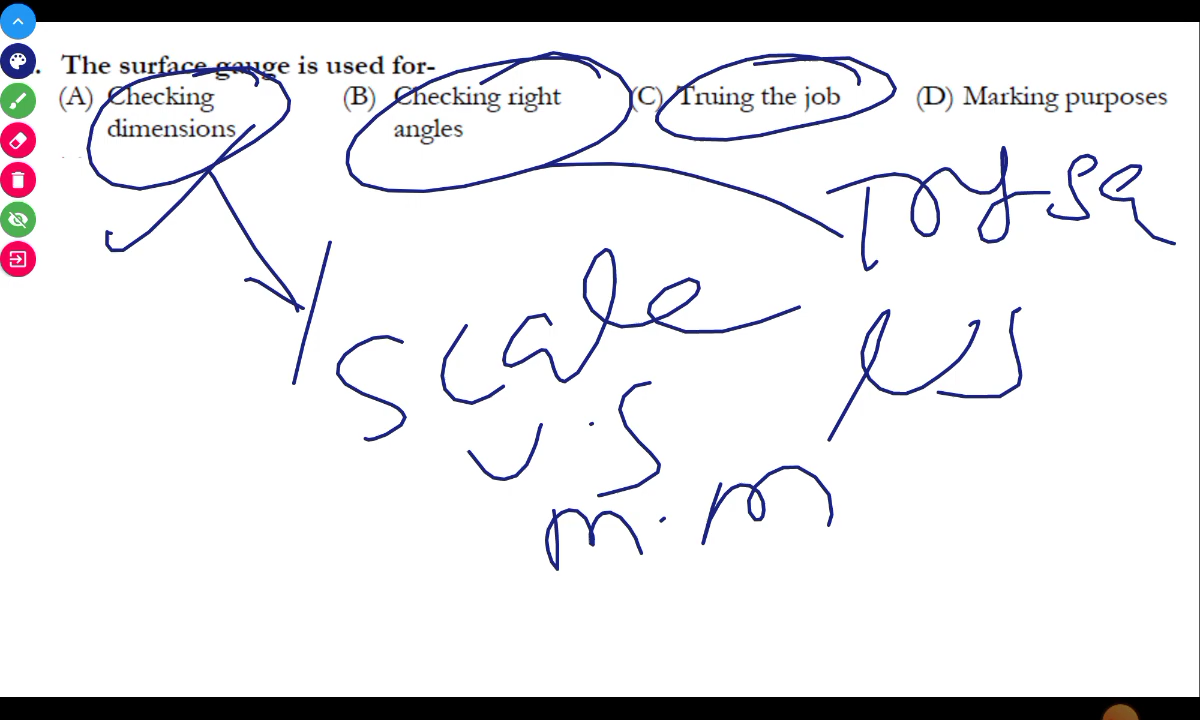 . The surface gauge is used for-
(A) Checking dimensions (B) Checking right angles (C) Truing the job (D) Marking purposes
Try-sq
Scale
V.S
m.m